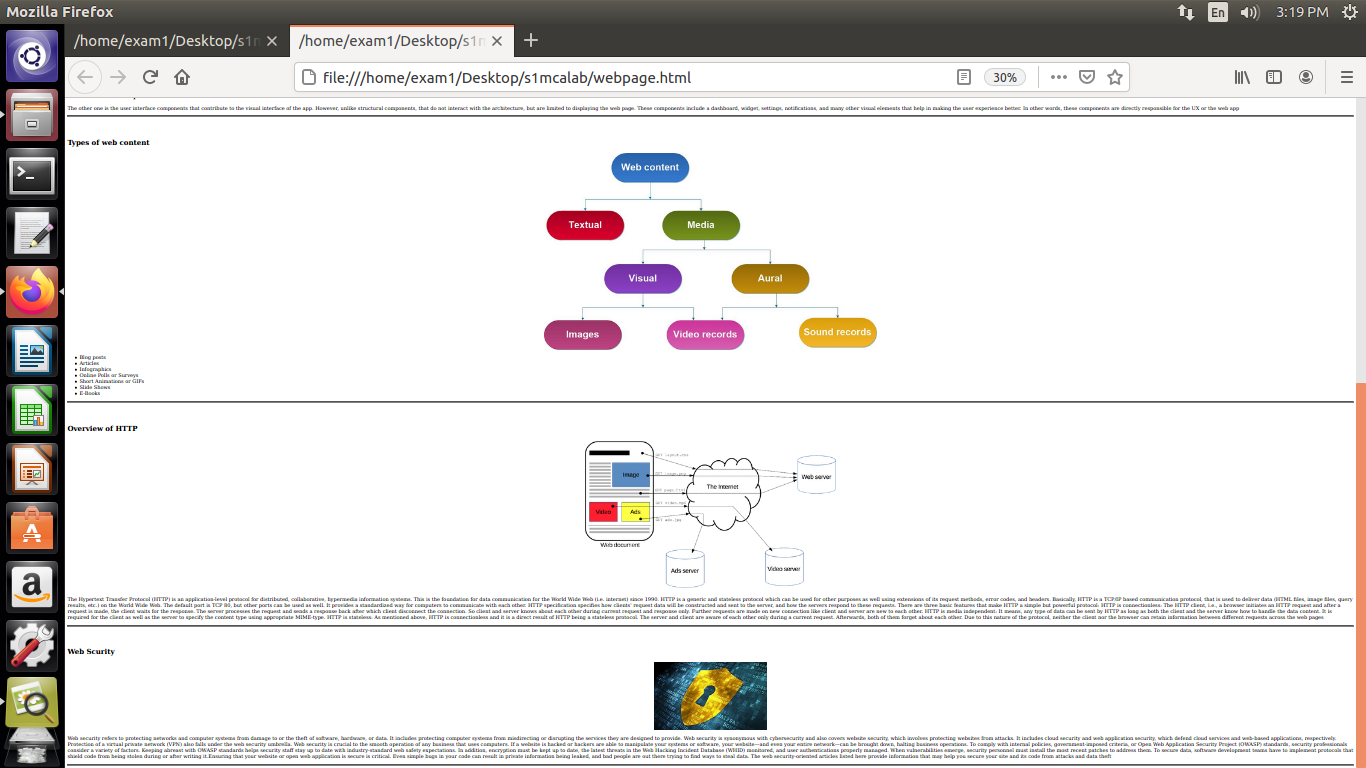 Mozilla Firefox
En
3:19 PM
/home/exam1/Desktop/s1m
/home/exam1/Desktop/s1m
file:///home/exam1/Desktop/s1mcalab/webpage.html
30%
The other one is the user interface components that contribute to the visual interface of the app. However, unlike structural components, that do not interact with the architecture, but are limited to displaying the web page. These components include a dashboard, widget, settings, notifications, and many other visual elements that help in making the user experience better. In other words, these components are directly responsible for the UX or the web app
Types of web content
Web content
Textual
Media
Visual
Aural
Images
Video records
Sound records
Blog posts
Articles
Infographics
Online Polls or Surveys
Short Animations or GIFs
Slide Shows
E-Books
Overview of HTTP
Image
Video
Ads
Web document
The Internet
Web server
Ads server
Video server
The Hypertext Transfer Protocol (HTTP) is an application-level protocol for distributed, collaborative, hypermedia information systems. This is the foundation for data communication for the World Wide Web (i.e. internet) since 1990. HTTP is a generic and stateless protocol which can be used for other purposes as well using extensions of its request methods, error codes, and headers. Basically, HTTP is a TCP/IP based communication protocol, that is used to deliver data (HTML files, image files, query
results, etc.) on the World Wide Web. The default port is TCP 80, but other ports can be used as well. It provides a standardized way for computers to communicate with each other. HTTP specification specifies how clients' request data will be constructed and sent to the server, and how the servers respond to these requests. There are three basic features that make HTTP a simple but powerful protocol: HTTP is connectionless: The HTTP client, i.e., a browser initiates an HTTP request and after a
request is made, the client waits for the response. The server processes the request and sends a response back after which client disconnect the connection. So client and server knows about each other during current request and response only. Further requests are made on new connection like client and server are new to each other. HTTP is media independent: It means, any type of data can be sent by HTTP as long as both the client and the server know how to handle the data content. It is
required for the client as well as the server to specify the content type using appropriate MIME-type. HTTP is stateless: As mentioned above, HTTP is connectionless and it is a direct result of HTTP being a stateless protocol. The server and client are aware of each other only during a current request. Afterwards, both of them forget about each other. Due to this nature of the protocol, neither the client nor the browser can retain information between different requests across the web pages
Web Scurity
Web security refers to protecting networks and computer systems from damage to or the theft of software, hardware, or data. It includes protecting computer systems from misdirecting or disrupting the services they are designed to provide. Web security is synonymous with cybersecurity and also covers website security, which involves protecting websites from attacks. It includes cloud security and web application security, which defend cloud services and web-based applications, respectively.
Protection of a virtual private network (VPN) also falls under the web security umbrella. Web security is crucial to the smooth operation of any business that uses computers. If a website is hacked or hackers are able to manipulate your systems or software, your website—and even your entire network—can be brought down, halting business operations. To comply with internal policies, government-imposed criteria, or Open Web Application Security Project (OWASP) standards, security professionals
consider a variety of factors. Keeping abreast with OWASP standards helps security staff stay up to date with industry-standard web safety expectations. In addition, encryption must be kept up to date, the latest threats in the Web Hacking Incident Database (WHID) monitored, and user authentications properly managed. When vulnerabilities emerge, security personnel must install the most recent patches to address them. To secure data, software development teams have to implement protocols that
shield code from being stolen during or after writing it.Ensuring that your website or open web application is secure is critical. Even simple bugs in your code can result in private information being leaked, and bad people are out there trying to find ways to steal data. The web security-oriented articles listed here provide information that may help you secure your site and its code from attacks and data theft